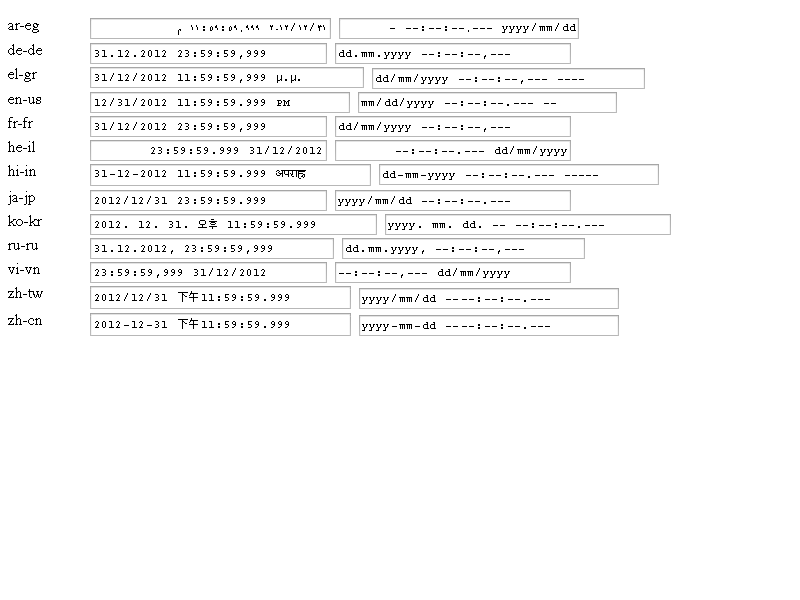 ar-eg ٣١/١٢/٢٠١٢ ١١:٥٩:٥٩.٩٩٩ م - --:--:--.--- yyyy/mm/dd
de-de 31.12.2012 23:59:59,999 dd.mm.yyyy --:--:--,---
el-gr 31/12/2012 11:59:59,999 μ.μ. dd/mm/yyyy --:--:--,--- ----
en-us 12/31/2012 11:59:59.999 PM mm/dd/yyyy --:--:--.--- --
fr-fr 31/12/2012 23:59:59,999 dd/mm/yyyy --:--:--,---
he-il 23:59:59.999 31/12/2012 --:--:--.--- dd/mm/yyyy
hi-in 31-12-2012 11:59:59.999 अपराह्न dd-mm-yyyy --:--:--.--- -----
ja-jp 2012/12/31 23:59:59.999 yyyy/mm/dd --:--:--.---
ko-kr 2012. 12. 31. 오후 11:59:59.999 yyyy. mm. dd. -- --:--:--.---
ru-ru 31.12.2012, 23:59:59,999 dd.mm.yyyy, --:--:--,---
vi-vn 23:59:59,999 31/12/2012 --:--:--,--- dd/mm/yyyy
zh-tw 2012/12/31 下午11:59:59.999 yyyy/mm/dd ----:--:--.---
zh-cn 2012-12-31 下午11:59:59.999 yyyy-mm-dd ----:--:--.---